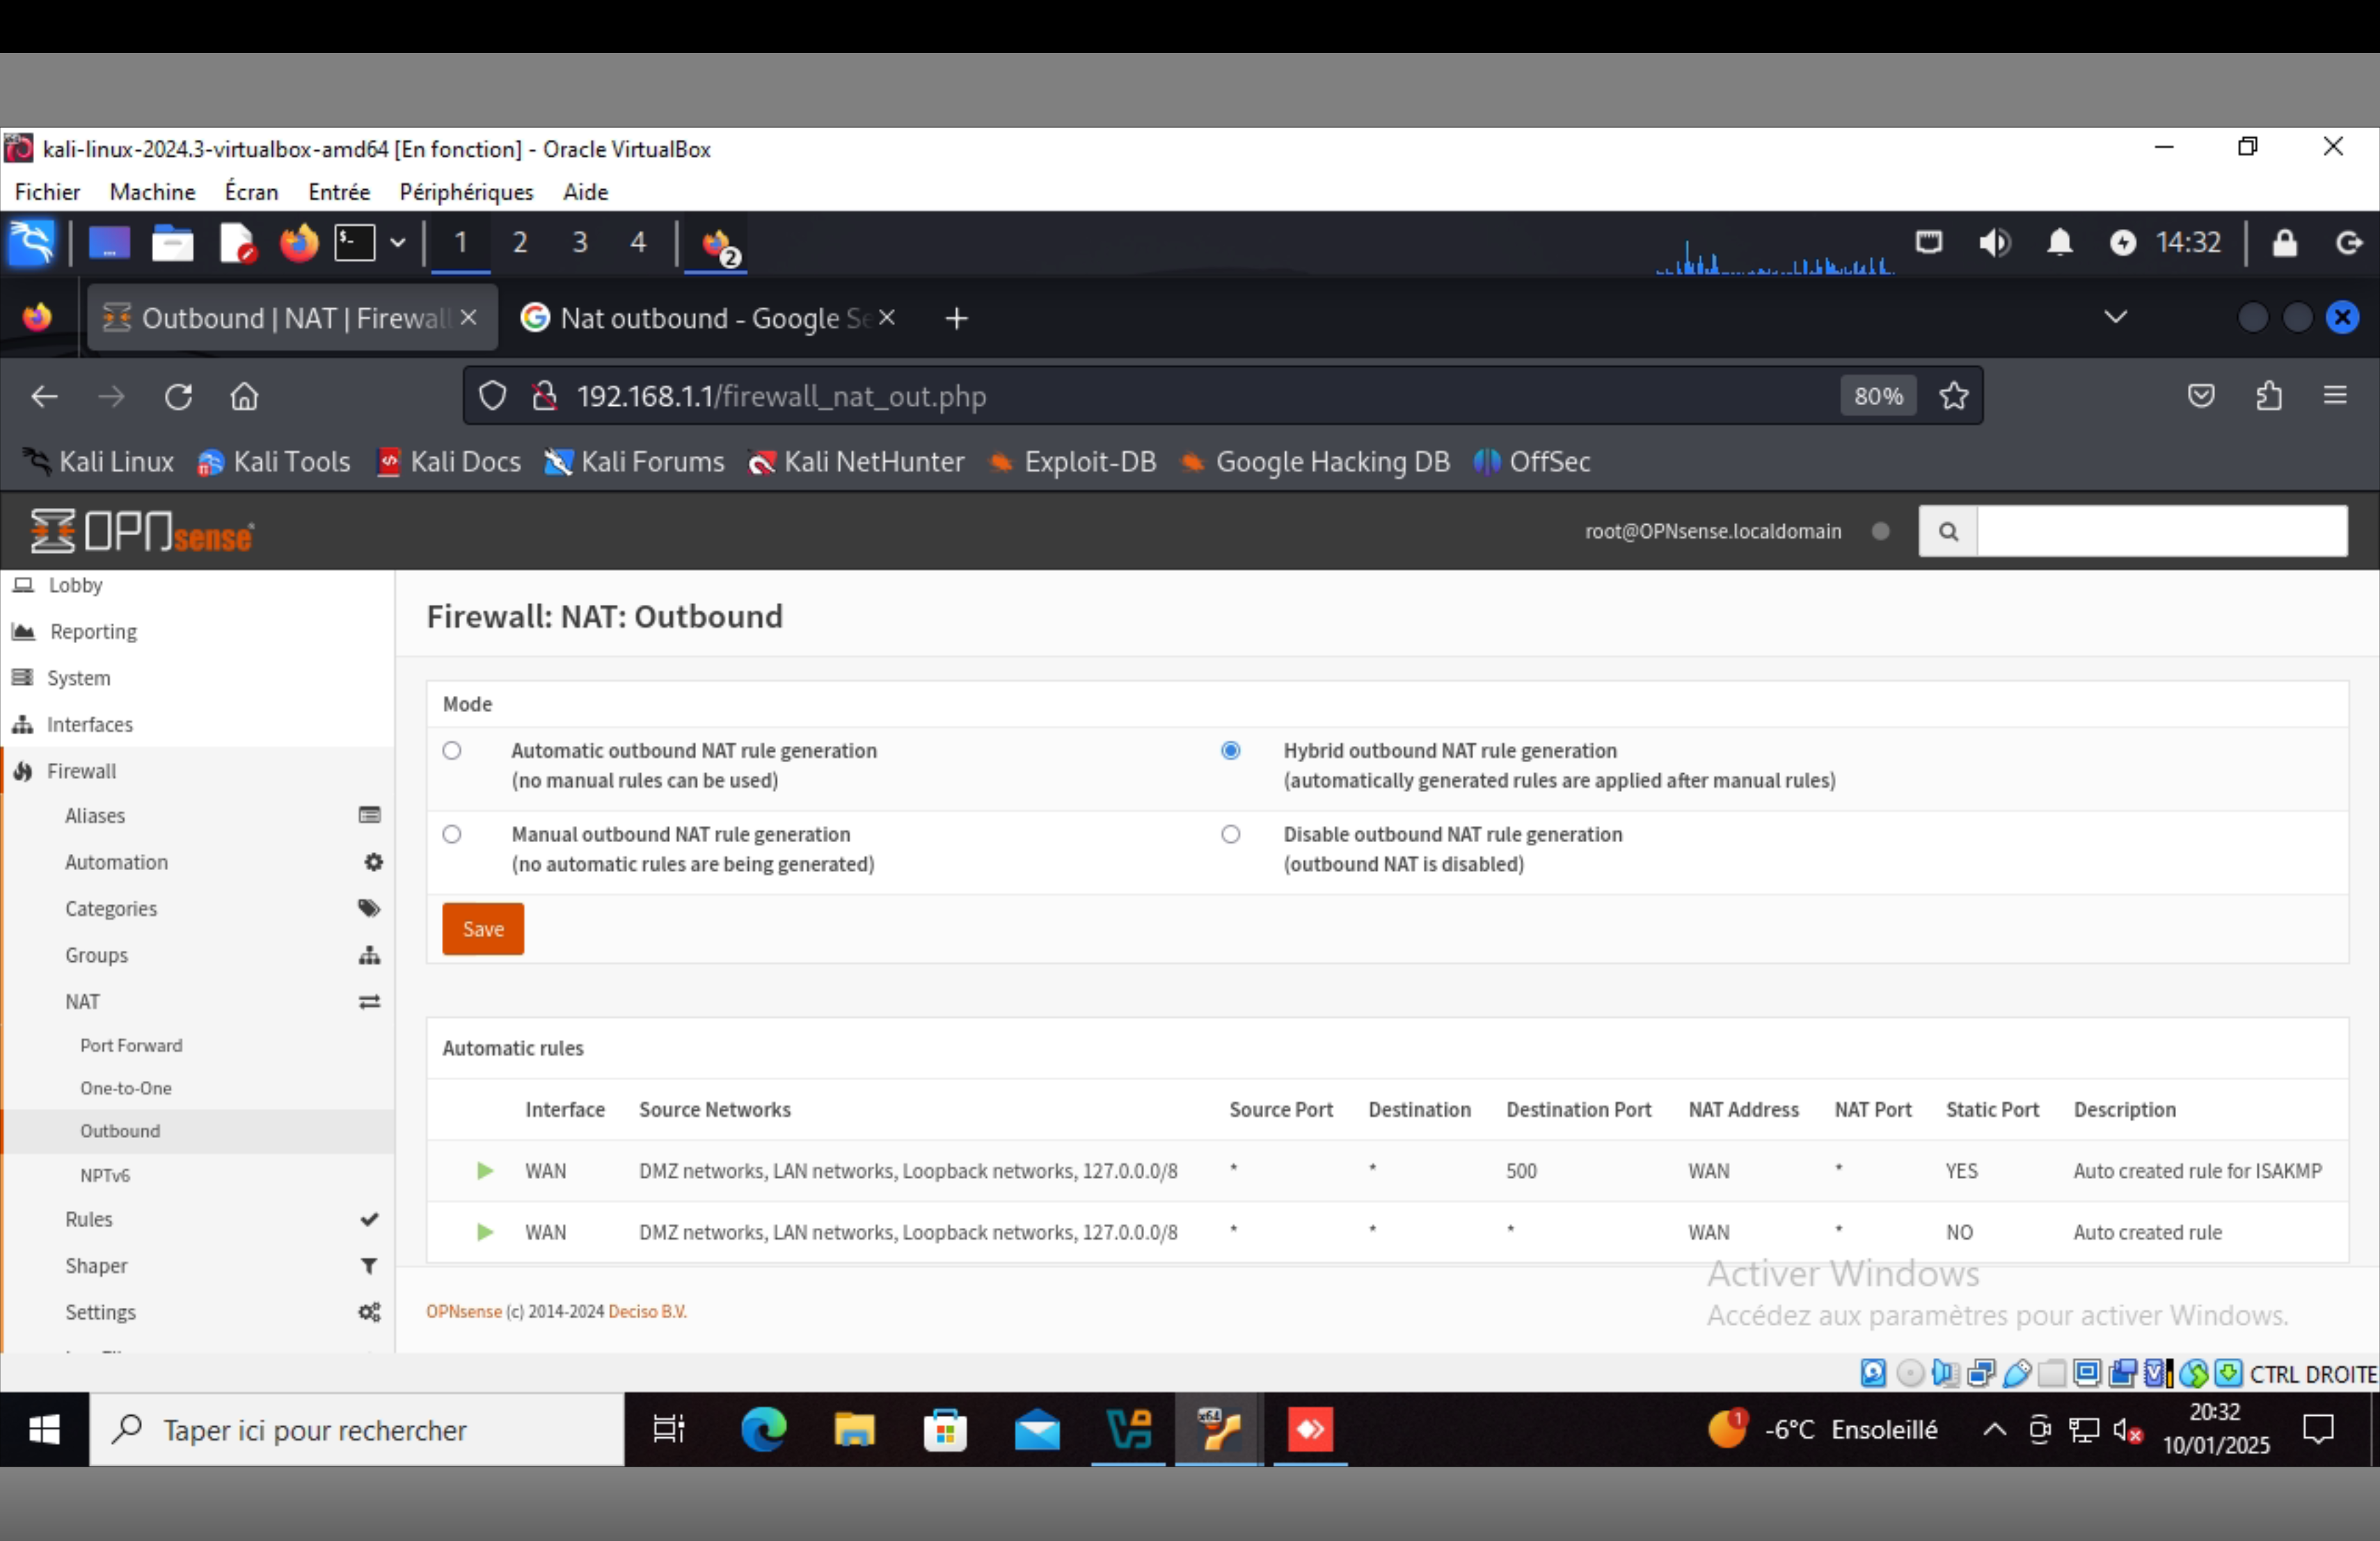 kali-linux-2024.3-virtualbox-amd64 [En fonction] - Oracle VirtualBox
Fichier Machine Écran Entrée Périphériques Aide
1 2 3 4 2 14:32
Outbound | NAT | Firewall Nat outbound - Google Se
192.168.1.1/firewall_nat_out.php 80%
Kali Linux Kali Tools Kali Docs Kali Forums Kali NetHunter Exploit-DB Google Hacking DB OffSec
OPNsense root@OPNsense.localdomain
Lobby
Reporting
System
Interfaces
Firewall
Aliases
Automation
Categories
Groups
NAT
Port Forward
One-to-One
Outbound
NPTv6
Rules
Shaper
Settings
Firewall: NAT: Outbound
Mode
Automatic outbound NAT rule generation
(no manual rules can be used)
Hybrid outbound NAT rule generation
(automatically generated rules are applied after manual rules)
Manual outbound NAT rule generation
(no automatic rules are being generated)
Disable outbound NAT rule generation
(outbound NAT is disabled)
Save
Automatic rules
Interface Source Networks Source Port Destination Destination Port NAT Address NAT Port Static Port Description
WAN DMZ networks, LAN networks, Loopback networks, 127.0.0.0/8 * * 500 WAN * YES Auto created rule for ISAKMP
WAN DMZ networks, LAN networks, Loopback networks, 127.0.0.0/8 * * * WAN * NO Auto created rule
OPNsense (c) 2014-2024 Deciso B.V.
Activer Windows
Accédez aux paramètres pour activer Windows.
CTRL DROITE
Taper ici pour rechercher
x64
1
-6°C Ensoleillé
20:32
10/01/2025